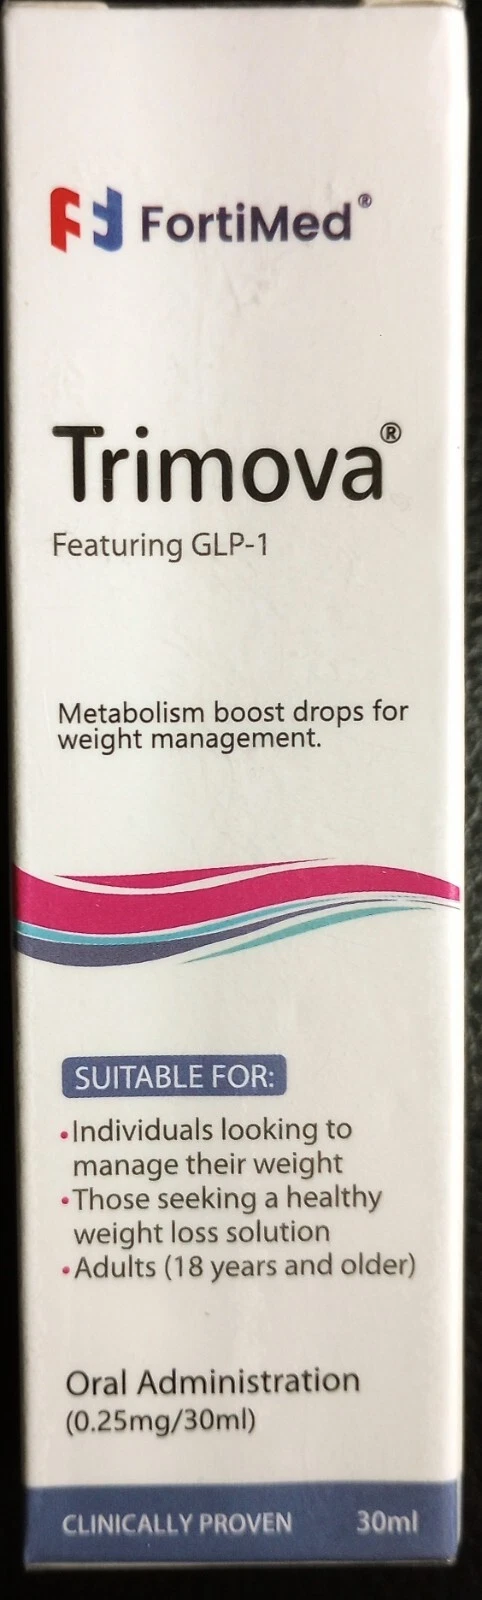 FortiMed®
Trimova®
Featuring GLP-1
Metabolism boost drops for
weight management.
SUITABLE FOR:
•Individuals looking to
manage their weight
•Those seeking a healthy
weight loss solution
•Adults (18 years and older)
Oral Administration
(0.25mg/30ml)
CLINICALLY PROVEN 30ml